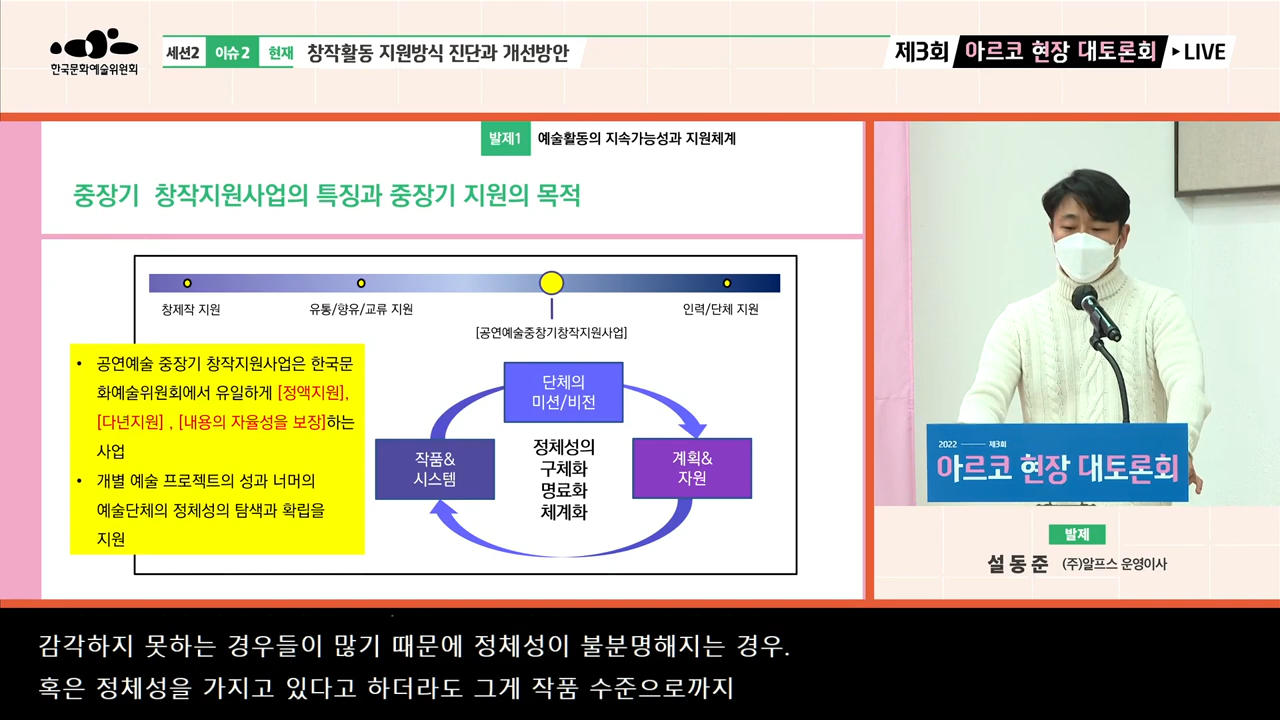 한국문화예술위원회
세션2 이슈 2 현재 창작활동 지원방식 진단과 개선방안
제3회 아르코 현장 대토론회 ▶LIVE
발제1 예술활동의 지속가능성과 지원체계
중장기 창작지원사업의 특징과 중장기 지원의 목적
창제작 지원
유통/향유/교류 지원
인력/단체 지원
[공연예술중장기창작지원사업]
• 공연예술 중장기 창작지원사업은 한국문
화예술위원회에서 유일하게 [정액지원],
[다년지원] , [내용의 자율성을 보장]하는
사업
• 개별 예술 프로젝트의 성과 너머의
예술단체의 정체성의 탐색과 확립을
지원
단체의
미션/비전
작품&
시스템
정체성의
구체화
명료화
체계화
계획&
자원
2022 제3회
아르코 현장 대토론회
발제
설동준 (주)알프스 운영이사
감각하지 못하는 경우들이 많기 때문에 정체성이 불분명해지는 경우.
혹은 정체성을 가지고 있다고 하더라도 그게 작품 수준으로까지